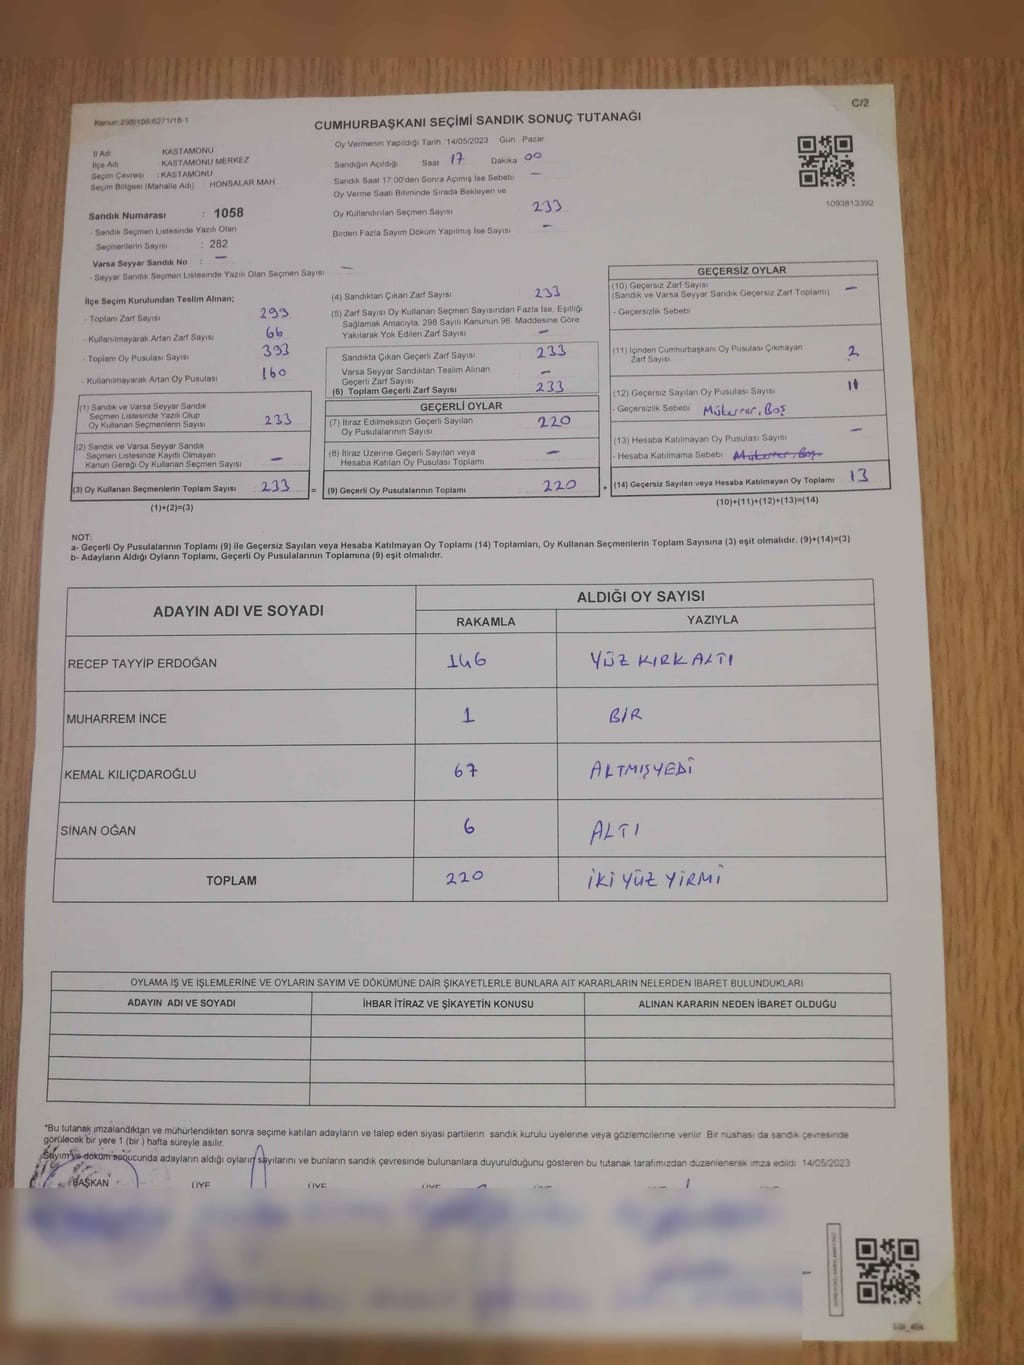 Kanun 298/105-6271/18-1
C/2
CUMHURBAŞKANI SEÇİMİ SANDIK SONUÇ TUTANAĞI
İl Adı KASTAMONU
İlçe Adı KASTAMONU MERKEZ
Seçim Çevresi : KASTAMONU
Seçim Bölgesi (Mahalle Adı) HONSALAR MAH
Sandık Numarası : 1058
- Sandık Seçmen Listesinde Yazılı Olan
Seçmenlerin Sayısı : 282
Varsa Seyyar Sandık No : —
- Seyyar Sandık Seçmen Listesinde Yazılı Olan Seçmen Sayısı —
Oy Vermenin Yapıldığı Tarih 14/05/2023 Gün Pazar
Sandığın Açıldığı Saat 17 Dakika 00
Sandık Saat 17:00'den Sonra Açımış İse Sebebi —
Oy Verme Saati Bitiminde Sırada Bekleyen ve
Oy Kullandırılan Seçmen Sayısı 233
Birden Fazla Sayım Döküm Yapılmış İse Sayısı —
1093813392
İlçe Seçim Kurulundan Teslim Alınan;
- Toplam Zarf Sayısı 299
- Kullanılmayarak Artan Zarf Sayısı 66
- Toplam Oy Pusulası Sayısı 393
- Kullanılmayarak Artan Oy Pusulası 160
(1) Sandık ve Varsa Seyyar Sandık
Seçmen Listesinde Yazılı Olup
Oy Kullanan Seçmenlerin Sayısı 233
(2) Sandık ve Varsa Seyyar Sandık
Seçmen Listesinde Kayıtlı Olmayan
Kanun Gereği Oy Kullanan Seçmen Sayısı —
(3) Oy Kullanan Seçmenlerin Toplam Sayısı 233 =
(1)+(2)=(3)
(4) Sandıktan Çıkan Zarf Sayısı 233
(5) Zarf Sayısı Oy Kullanan Seçmen Sayısından Fazla İse, Eşitliği
Sağlamak Amacıyla, 298 Sayılı Kanunun 98. Maddesine Göre
Yakılarak Yok Edilen Zarf Sayısı —
Sandıkta Çıkan Geçerli Zarf Sayısı 233
Varsa Seyyar Sandıktan Teslim Alınan
Geçerli Zarf Sayısı —
(6) Toplam Geçerli Zarf Sayısı 233
GEÇERLİ OYLAR
(7) İtiraz Edilmeksizin Geçerli Sayılan
Oy Pusulalarının Sayısı 220
(8) İtiraz Üzerine Geçerli Sayılan veya
Hesaba Katılan Oy Pusulası Toplamı —
(9) Geçerli Oy Pusulalarının Toplamı 220 +
GEÇERSİZ OYLAR
(10) Geçersiz Zarf Sayısı
(Sandık ve Varsa Seyyar Sandık Geçersiz Zarf Toplamı) —
- Geçersizlik Sebebi
(11) İçinden Cumhurbaşkanı Oy Pusulası Çıkmayan
Zarf Sayısı 2
(12) Geçersiz Sayılan Oy Pusulası Sayısı 11
- Geçersizlik Sebebi Mükerrer, Boş
(13) Hesaba Katılmayan Oy Pusulası Sayısı —
- Hesaba Katılmama Sebebi Mükerrer, Boş
(14) Geçersiz Sayılan veya Hesaba Katılmayan Oy Toplamı 13
(10)+(11)+(12)+(13)=(14)
NOT:
a- Geçerli Oy Pusulalarının Toplamı (9) ile Geçersiz Sayılan veya Hesaba Katılmayan Oy Toplamı (14) Toplamları, Oy Kullanan Seçmenlerin Toplam Sayısına (3) eşit olmalıdır. (9)+(14)=(3)
b- Adayların Aldığı Oyların Toplamı, Geçerli Oy Pusulalarının Toplamına (9) eşit olmalıdır.
ADAYIN ADI VE SOYADI
ALDIĞI OY SAYISI
RAKAMLA YAZIYLA
RECEP TAYYİP ERDOĞAN 146 YÜZ KIRK ALTI
MUHARREM İNCE 1 BİR
KEMAL KILIÇDAROĞLU 67 ALTMIŞYEDİ
SİNAN OĞAN 6 ALTI
TOPLAM 220 İKİ YÜZ YİRMİ
OYLAMA İŞ VE İŞLEMLERİNE VE OYLARIN SAYIM VE DÖKÜMÜNE DAİR ŞİKAYETLERLE BUNLARA AİT KARARLARIN NELERDEN İBARET BULUNDUKLARI
ADAYIN ADI VE SOYADI İHBAR İTİRAZ VE ŞİKAYETİN KONUSU ALINAN KARARIN NEDEN İBARET OLDUĞU
*Bu tutanak imzalandıktan ve mühürlendikten sonra seçime katılan adayların ve talep eden siyasi partilerin sandık kurulu üyelerine veya gözlemcilerine verilir. Bir nüshası da sandık çevresinde
görülecek bir yere 1 (bir ) hafta süreyle asılır.
Sayım ve döküm sonucunda adayların aldığı oyların sayılarını ve bunların sandık çevresinde bulunanlara duyurulduğunu gösteren bu tutanak tarafımızdan düzenlenerek imza edildi. 14/05/2023
BAŞKAN ÜYE ÜYE ÜYE